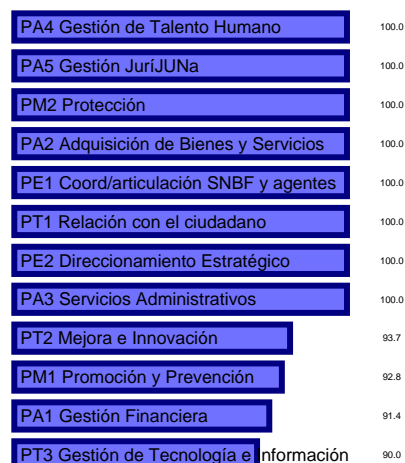 PA4 Gestión de Talento Humano 100.0
PA5 Gestión JuríJUNa 100.0
PM2 Protección 100.0
PA2 Adquisición de Bienes y Servicios 100.0
PE1 Coord/articulación SNBF y agentes 100.0
PT1 Relación con el ciudadano 100.0
PE2 Direccionamiento Estratégico 100.0
PA3 Servicios Administrativos 100.0
PT2 Mejora e Innovación 93.7
PM1 Promoción y Prevención 92.8
PA1 Gestión Financiera 91.4
PT3 Gestión de Tecnología e Información 90.0